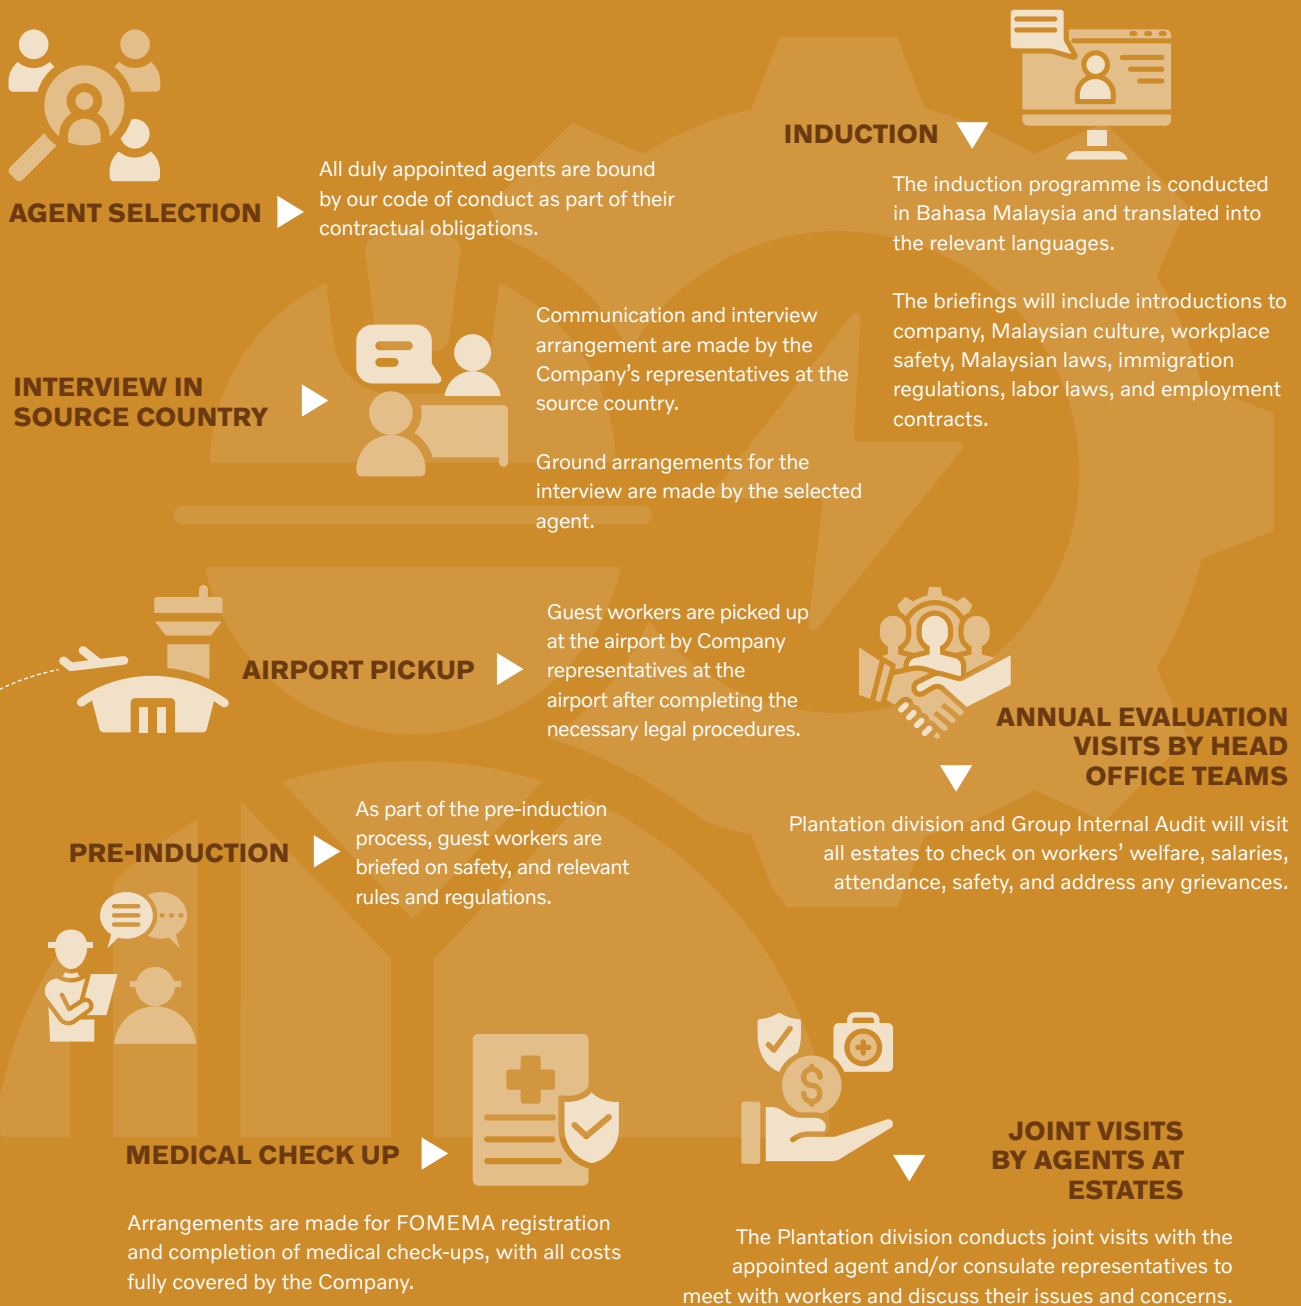 AGENT SELECTION
All duly appointed agents are bound
by our code of conduct as part of their
contractual obligations.
INTERVIEW IN
SOURCE COUNTRY
Communication and interview
arrangement are made by the
Company's representatives at the
source country.
Ground arrangements for the
interview are made by the selected
agent.
AIRPORT PICKUP
Guest workers are picked up
at the airport by Company
representatives at the
airport after completing the
necessary legal procedures.
PRE-INDUCTION
As part of the pre-induction
process, guest workers are
briefed on safety, and relevant
rules and regulations.
MEDICAL CHECK UP
Arrangements are made for FOMEMA registration
and completion of medical check-ups, with all costs
fully covered by the Company.
INDUCTION
The induction programme is conducted
in Bahasa Malaysia and translated into
the relevant languages.
The briefings will include introductions to
company, Malaysian culture, workplace
safety, Malaysian laws, immigration
regulations, labor laws, and employment
contracts.
ANNUAL EVALUATION
VISITS BY HEAD
OFFICE TEAMS
Plantation division and Group Internal Audit will visit
all estates to check on workers' welfare, salaries,
attendance, safety, and address any grievances.
$
JOINT VISITS
BY AGENTS AT
ESTATES
The Plantation division conducts joint visits with the
appointed agent and/or consulate representatives to
meet with workers and discuss their issues and concerns.